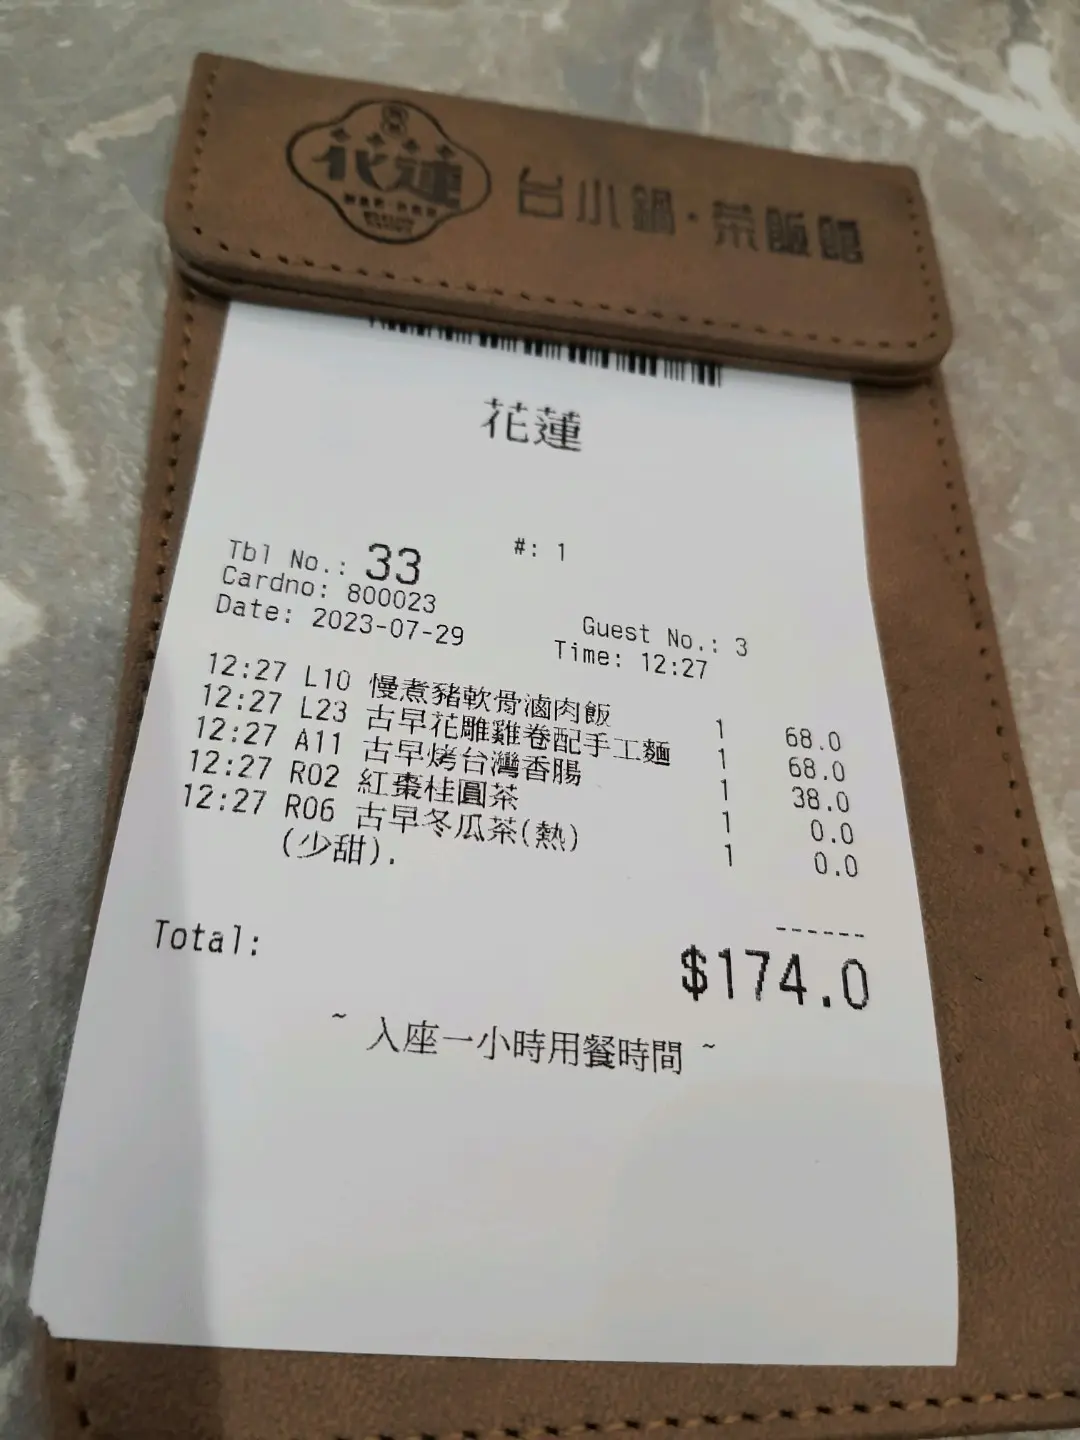 花蓮
台小鍋·茶飯館
花蓮
#: 1
Tbl No.: 33
Cardno: 800023
Guest No.: 3
Date: 2023-07-29
Time: 12:27
12:27 L10 慢煮豬軟骨滷肉飯 1 68.0
12:27 L23 古早花雕雞卷配手工麵 1 68.0
12:27 A11 古早烤台灣香腸 1 38.0
12:27 R02 紅棗桂圓茶 1 0.0
12:27 R06 古早冬瓜茶(熱) 1 0.0
(少甜).
------
Total: $174.0
~ 入座一小時用餐時間 ~